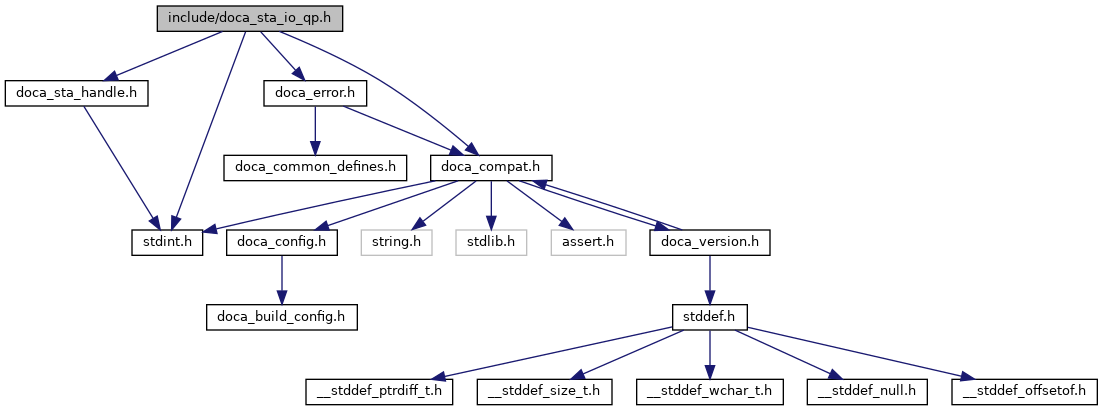 include/doca_sta_io_qp.h
doca_sta_handle.h
doca_error.h
doca_common_defines.h
doca_compat.h
stdint.h
doca_config.h
string.h
stdlib.h
assert.h
doca_version.h
doca_build_config.h
stddef.h
__stddef_ptrdiff_t.h
__stddef_size_t.h
__stddef_wchar_t.h
__stddef_null.h
__stddef_offsetof.h